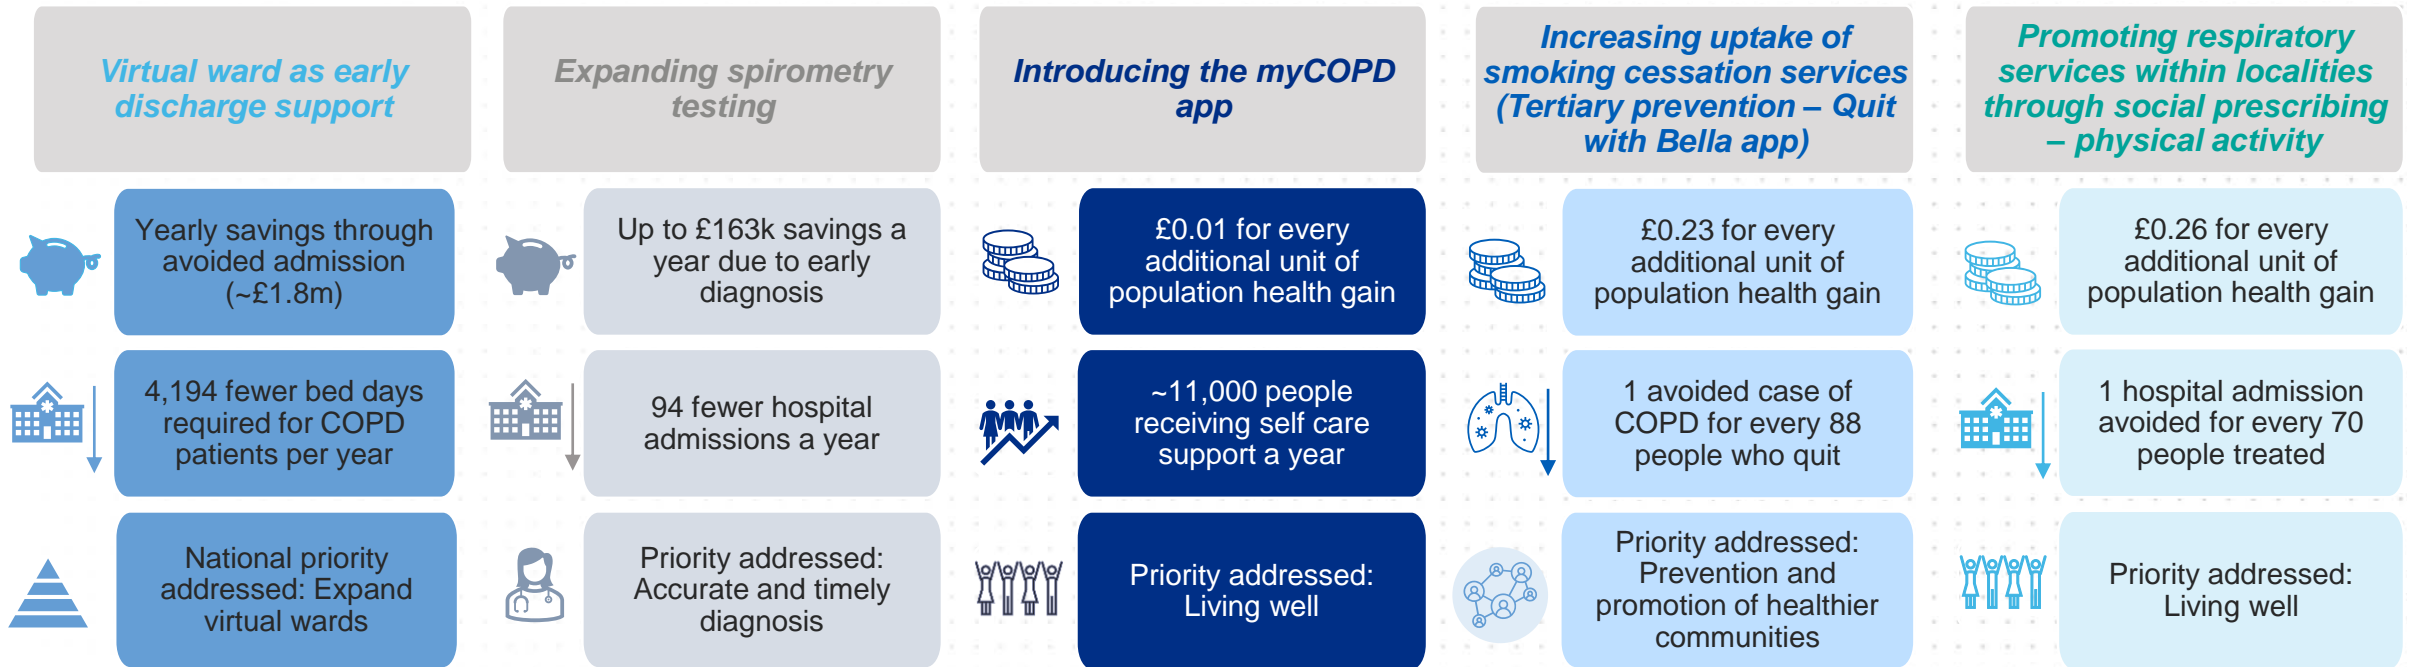 Virtual ward as early
discharge support
Yearly savings through
avoided admission
(~£1.8m)
4,194 fewer bed days
required for COPD
patients per year
National priority
addressed: Expand
virtual wards
Expanding spirometry
testing
Up to £163k savings a
year due to early
diagnosis
94 fewer hospital
admissions a year
Priority addressed:
Accurate and timely
diagnosis
Introducing the myCOPD
app
£0.01 for every
additional unit of
population health gain
~11,000 people
receiving self care
support a year
Priority addressed:
Living well
Increasing uptake of
smoking cessation services
(Tertiary prevention – Quit
with Bella app)
£0.23 for every
additional unit of
population health gain
1 avoided case of
COPD for every 88
people who quit
Priority addressed:
Prevention and
promotion of healthier
communities
Promoting respiratory
services within localities
through social prescribing
– physical activity
£0.26 for every
additional unit of
population health gain
1 hospital admission
avoided for every 70
people treated
Priority addressed:
Living well